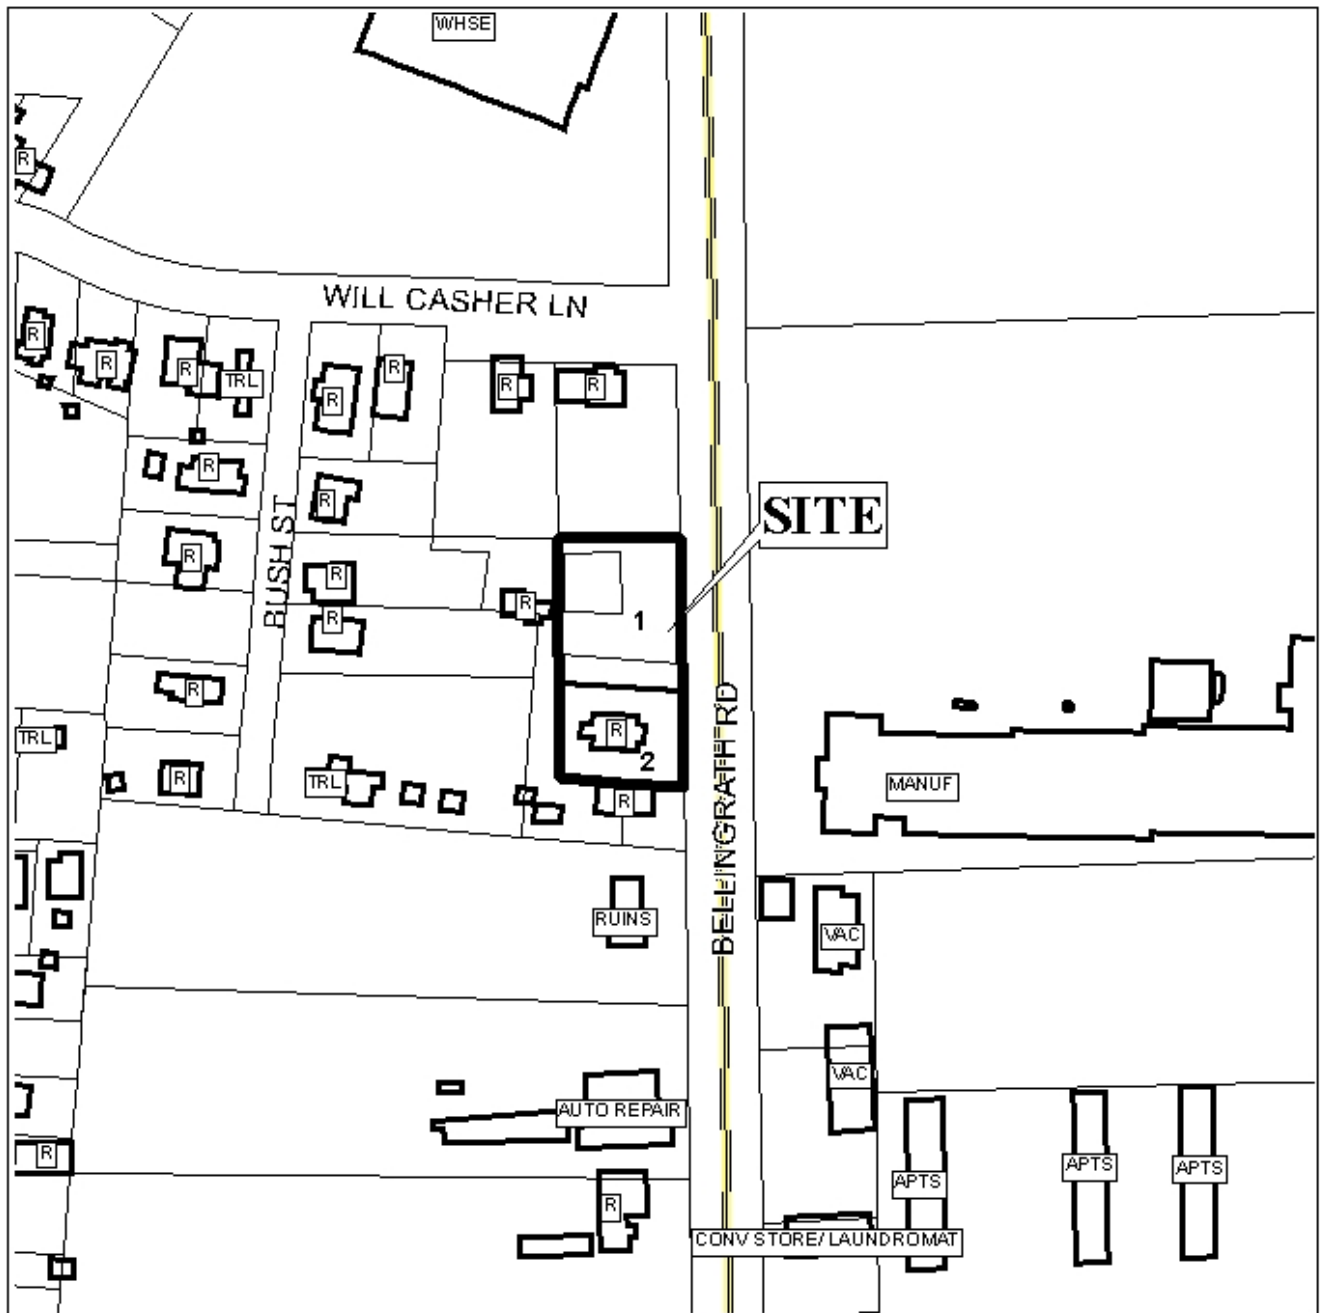 WHSE
R
WILL CASHER LN
R
R
R
TRL
R
R
R
R
R
R
SITE
BUSH ST
R
R
R
R
1
R
R
2
BELLINGRATH RD
TRL
R
TRL
R
MANUF
RUINS
VAC
VAC
AUTO REPAIR
R
APTS
APTS
APTS
R
CONV STORE/ LAUNDROMAT